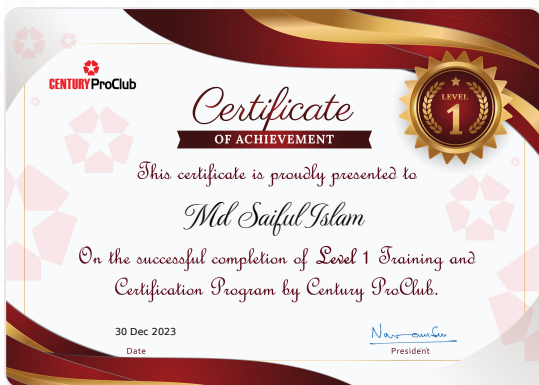 CENTURY ProClub
Certificate
OF ACHIEVEMENT
LEVEL
1
This certificate is proudly presented to
Md Saiful Islam
On the successful completion of Level 1 Training and
Certification Program by Century ProClub.
30 Dec 2023
Date
President